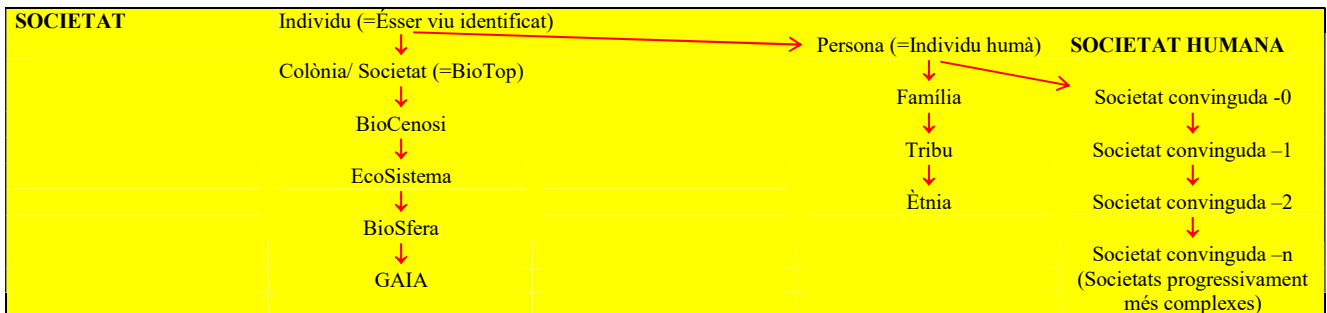 SOCIETAT
Individu (=Ésser viu identificat)
Colònia/ Societat (=BioTop)
BioCenosi
EcoSistema
BioSfera
GAIA
Persona (=Individu humà)
Família
Tribu
Ètnia
SOCIETAT HUMANA
Societat convinguda -0
Societat convinguda –1
Societat convinguda –2
Societat convinguda –n
(Societats progressivament
més complexes)